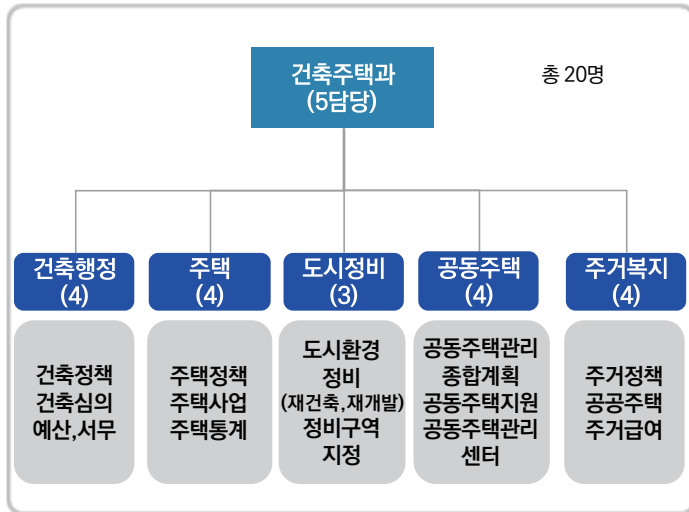 건축주택과
(5담당)
총 20명
건축행정
(4)
주택
(4)
도시정비
(3)
공동주택
(4)
주거복지
(4)
건축정책
건축심의
예산,서무
주택정책
주택사업
주택통계
도시환경
정비
(재건축,재개발)
정비구역
지정
공동주택관리
종합계획
공동주택지원
공동주택관리
센터
주거정책
공공주택
주거급여